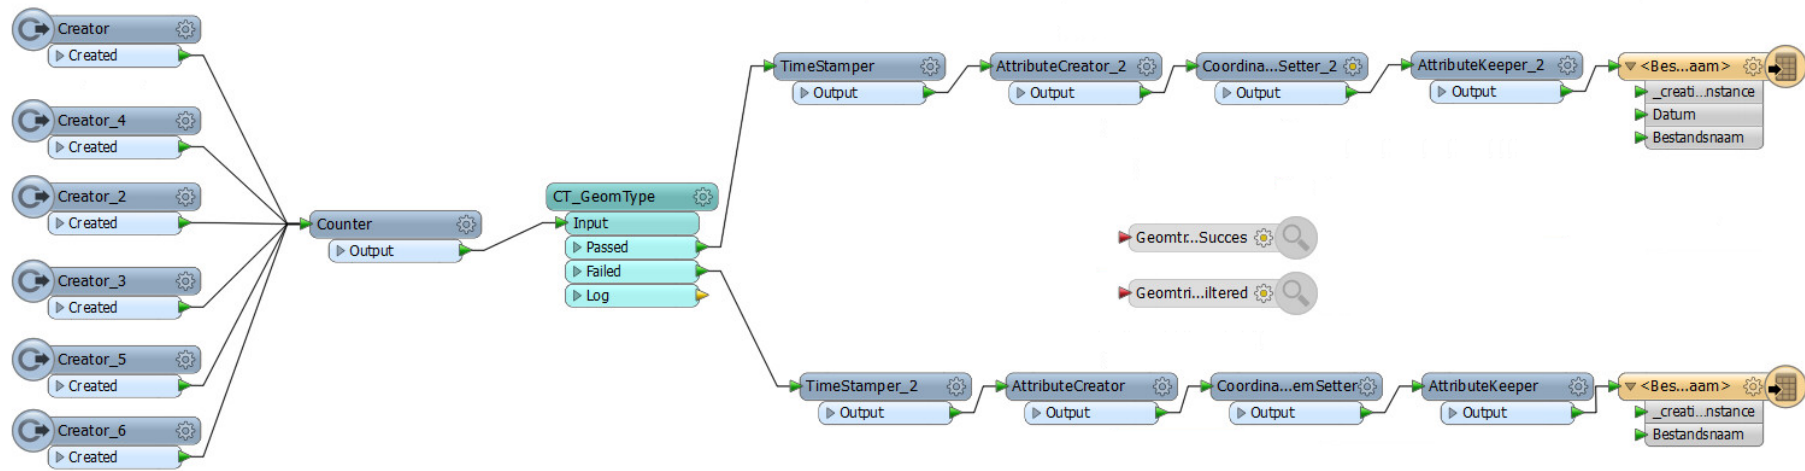 Creator
Created
Creator_4
Created
Creator_2
Created
Creator_3
Created
Creator_5
Created
Creator_6
Created
Counter
Output
CT_GeomType
Input
Passed
Failed
Log
TimeStamper
Output
AttributeCreator_2
Output
Coordina...Setter_2
Output
AttributeKeeper_2
Output
<Bes...aam>
_creati...nstance
Datum
Bestandsnaam
Geomtr...Succes
Geomtri...iltered
TimeStamper_2
Output
AttributeCreator
Output
Coordina...emSetter
Output
AttributeKeeper
Output
<Bes...aam>
_creati...nstance
Bestandsnaam